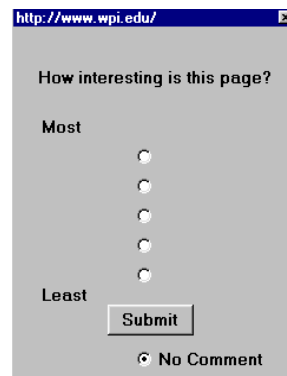 http://www.wpi.edu/
How interesting is this page?
Most
Least
Submit
No Comment